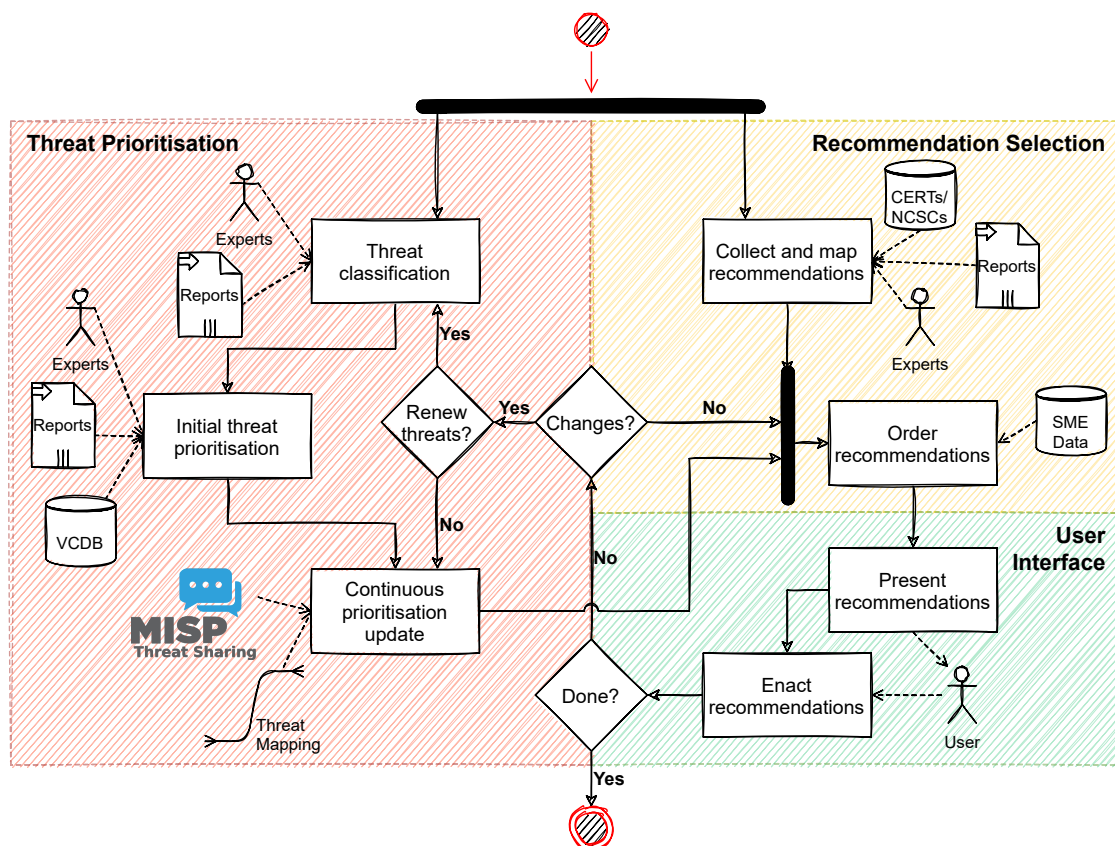 Threat Prioritisation
Recommendation Selection
Experts
Reports
Threat
classification
CERTs/
NCSCs
Collect and map
recommendations
Reports
Experts
Experts
Reports
VCDB
Initial threat
prioritisation
Yes
Renew
threats?
Yes
Changes?
No
Order
recommendations
SME
Data
No
No
User
Interface
MISP
Threat Sharing
Continuous
prioritisation
update
Present
recommendations
Threat
Mapping
Done?
Enact
recommendations
User
Yes